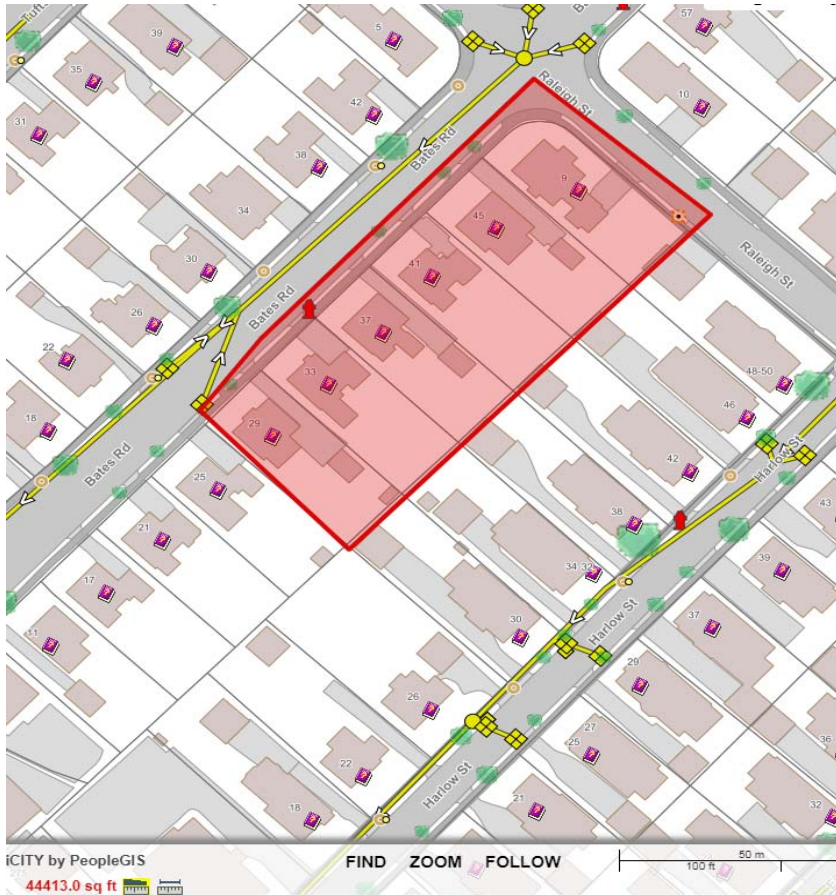 Tufts
39
5
B
57
35
Raleigh St
10
42
31
Bates Rd
38
9
34
45
Raleigh St
30
41
Bates Rd
26
37
22
33
48-50
46
18
29
Harlow St
42
Bates Rd
25
38
43
21
34-32
39
17
Harlow St
37
11
30
29
26
27
25
36
22
Harlow St
18
21
32
iCITY by PeopleGIS
FIND ZOOM FOLLOW
50 m
100 ft
44413.0 sq ft